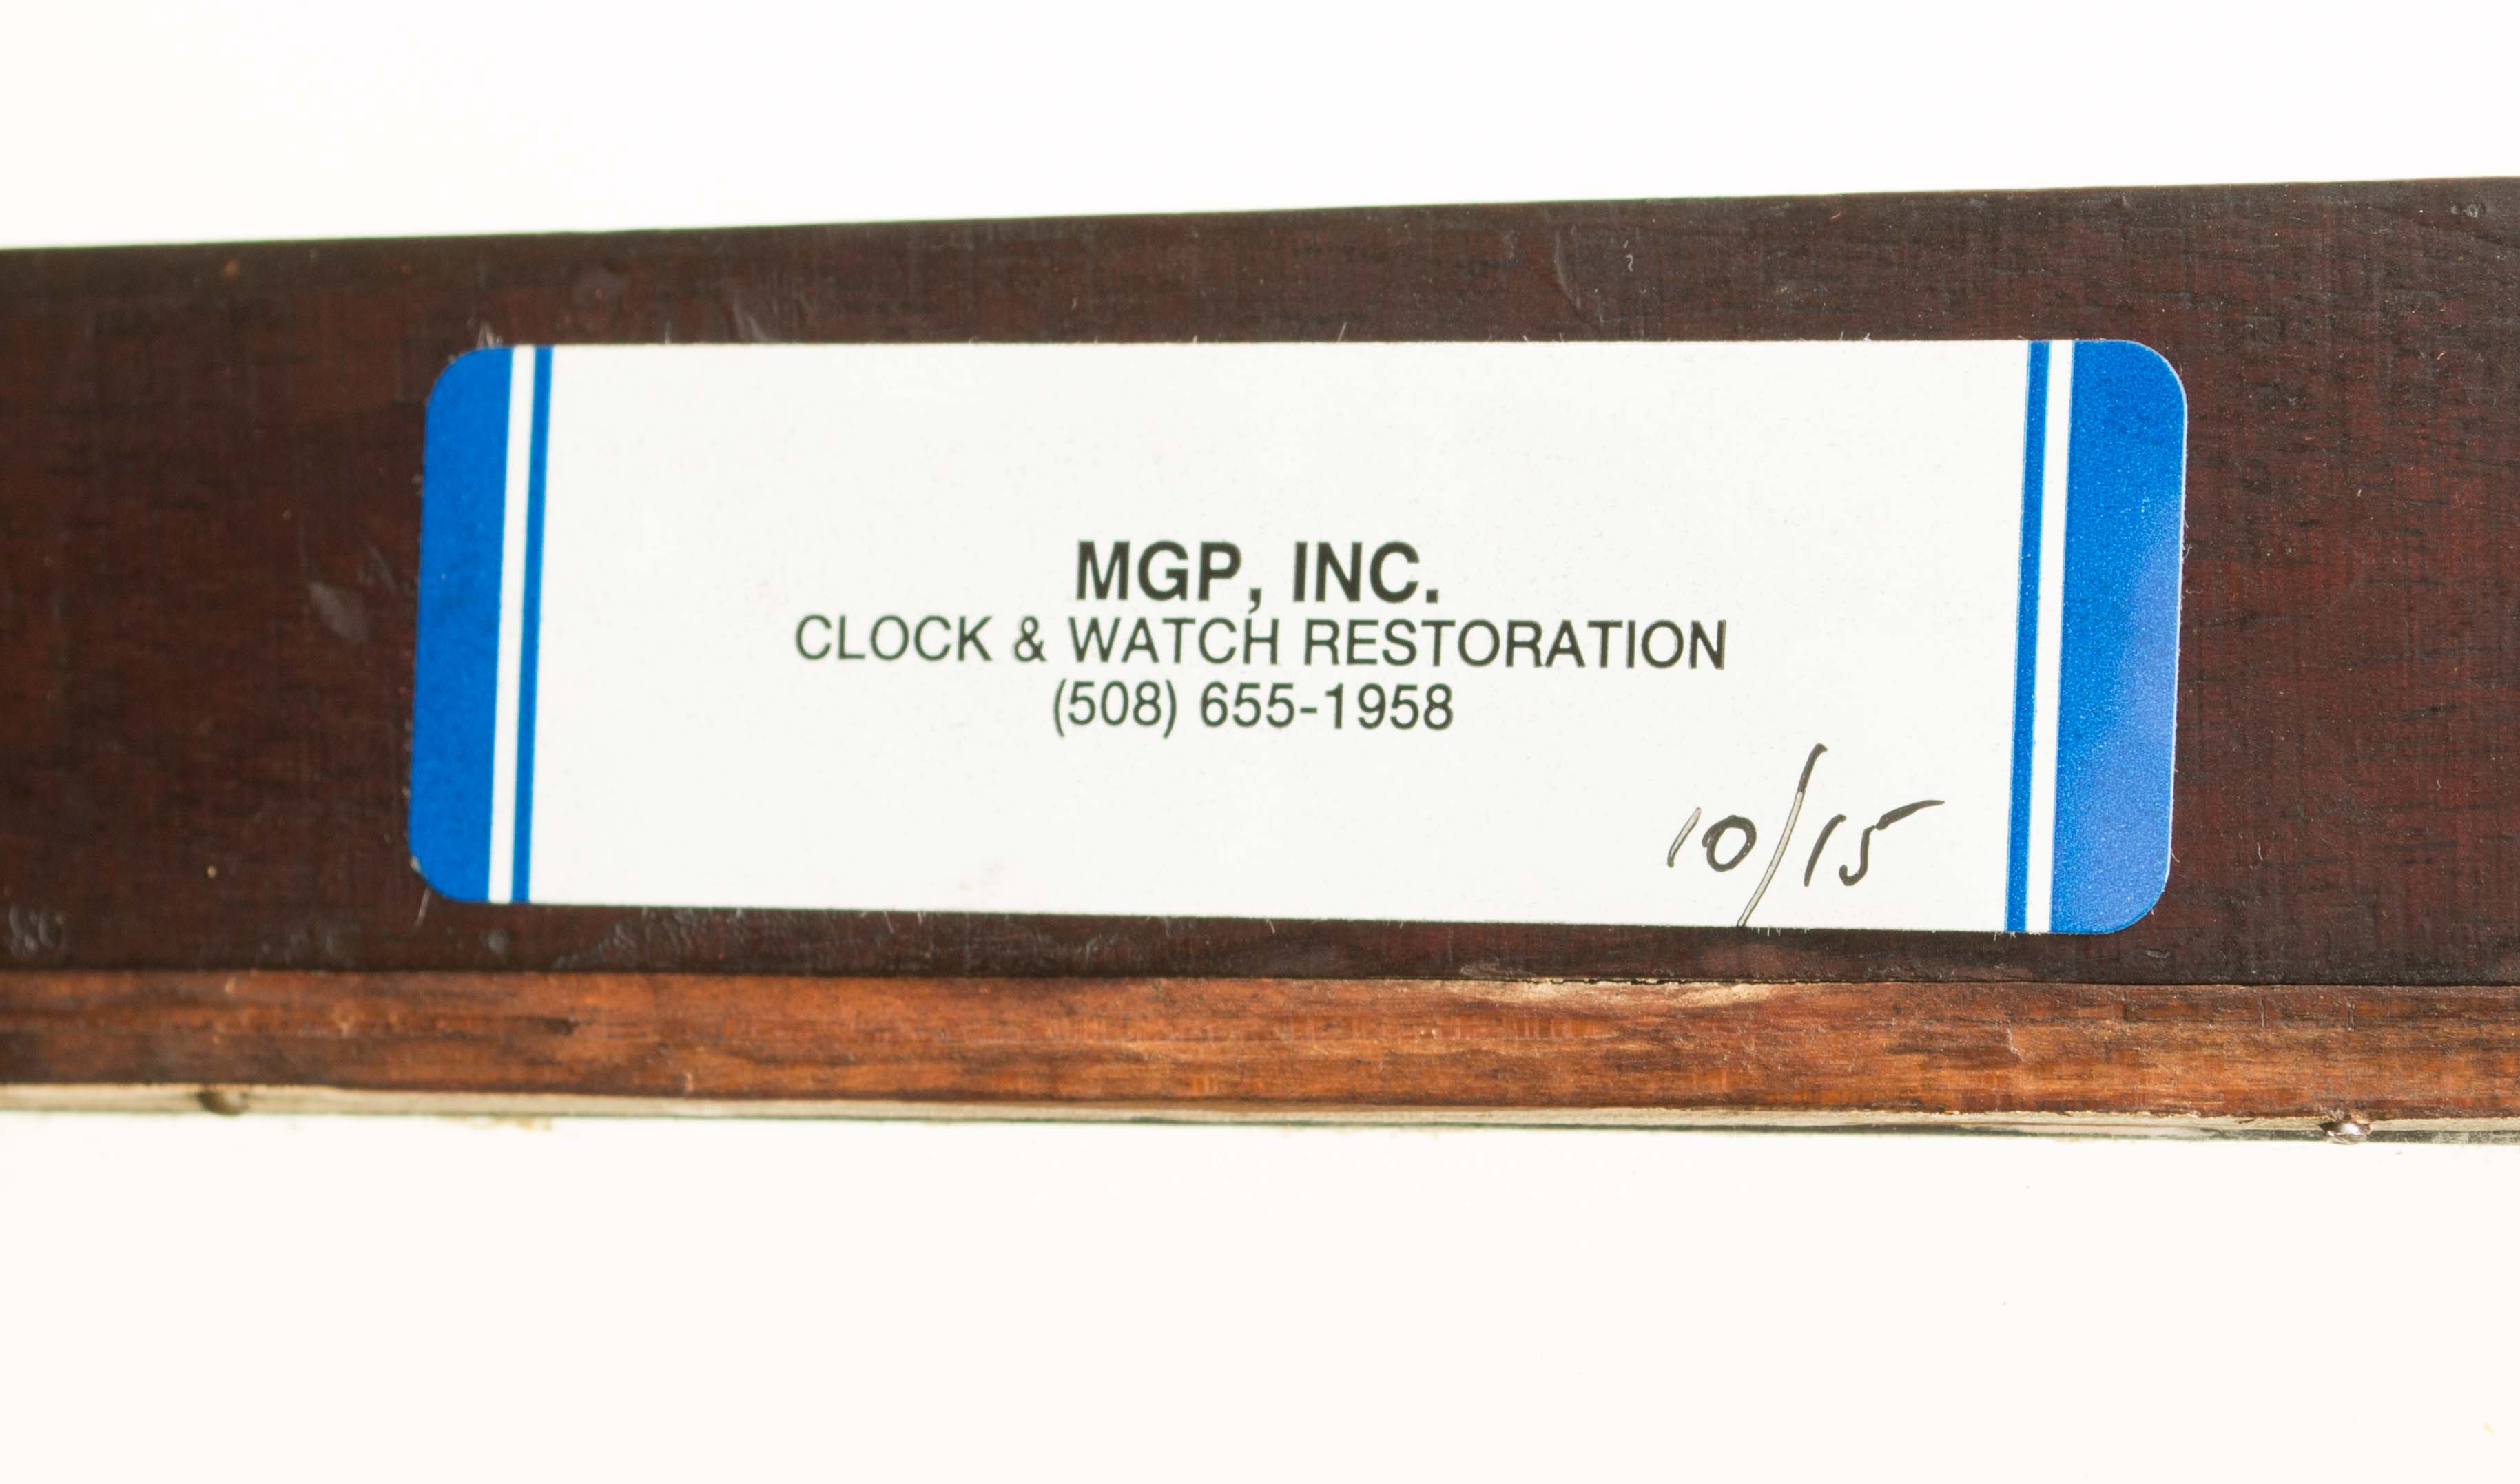 MGP, INC.
CLOCK & WATCH RESTORATION
(508) 655-1958
10/15